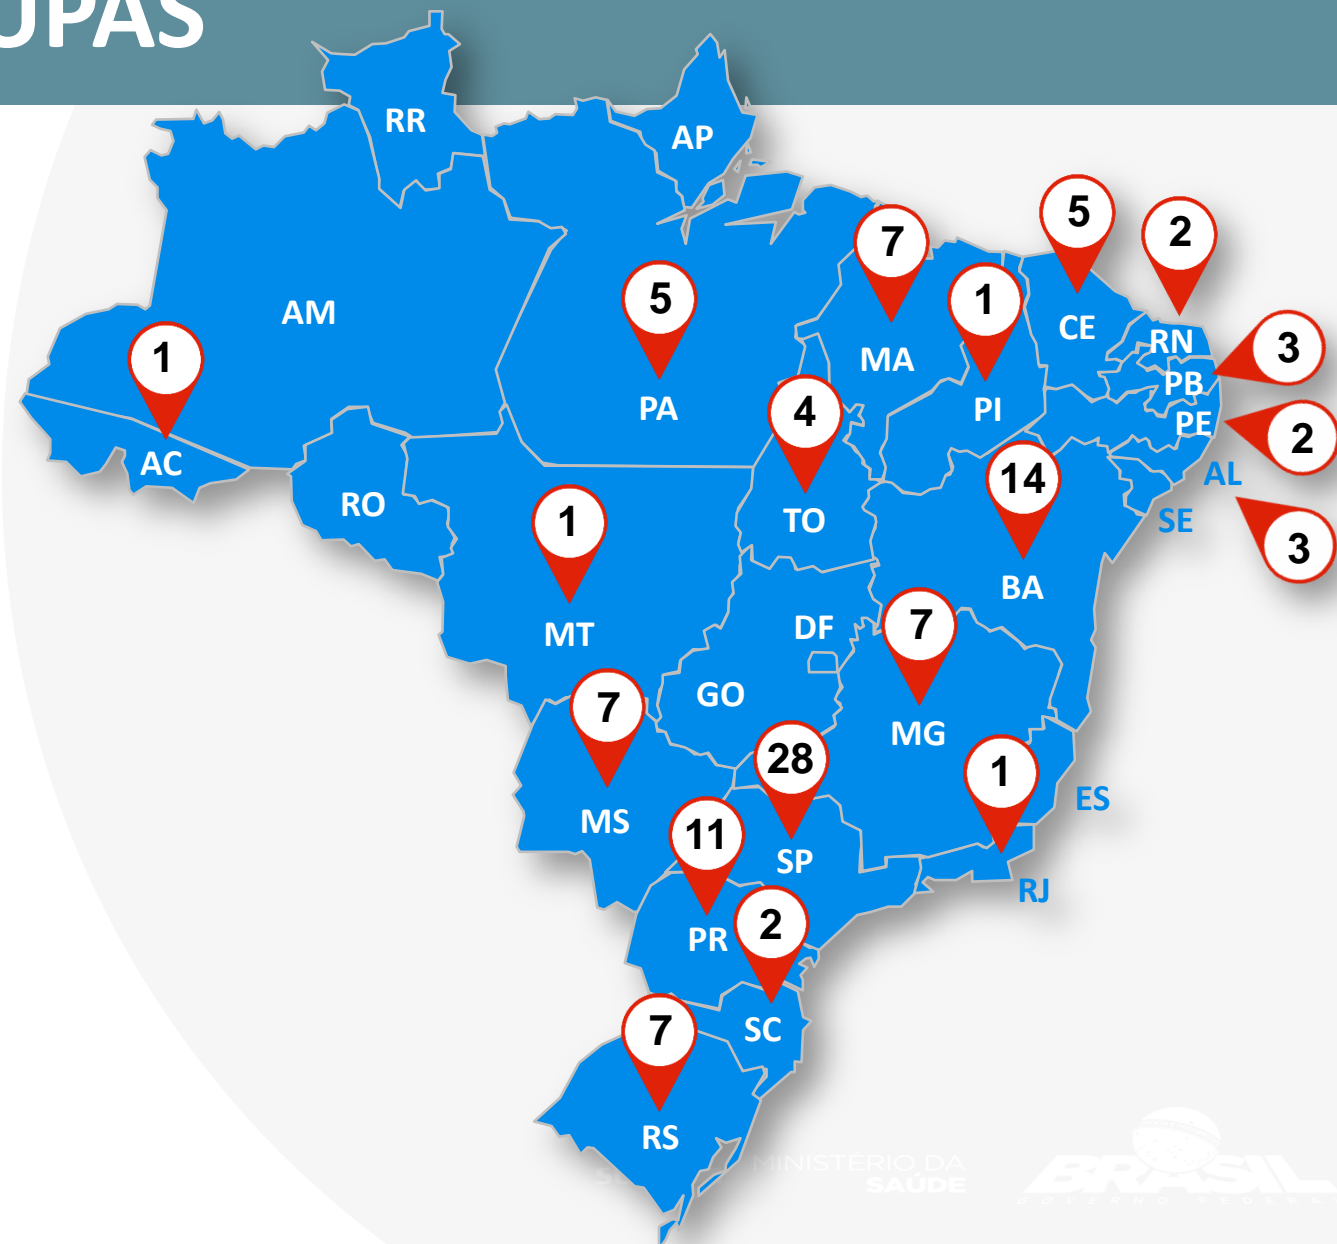 UPAS
RR
AP
5
2
7
5
1
AM
CE
RN
3
1
MA
PB
4
PI
PA
PE
2
AC
14
AL
RO
TO
SE
1
3
BA
DF
7
MT
GO
7
MG
28
1
ES
MS
11
SP
RJ
2
PR
7
SC
RS
MINISTÉRIO DA
SAÚDE
BRASIL
GOVERNO FEDERAL